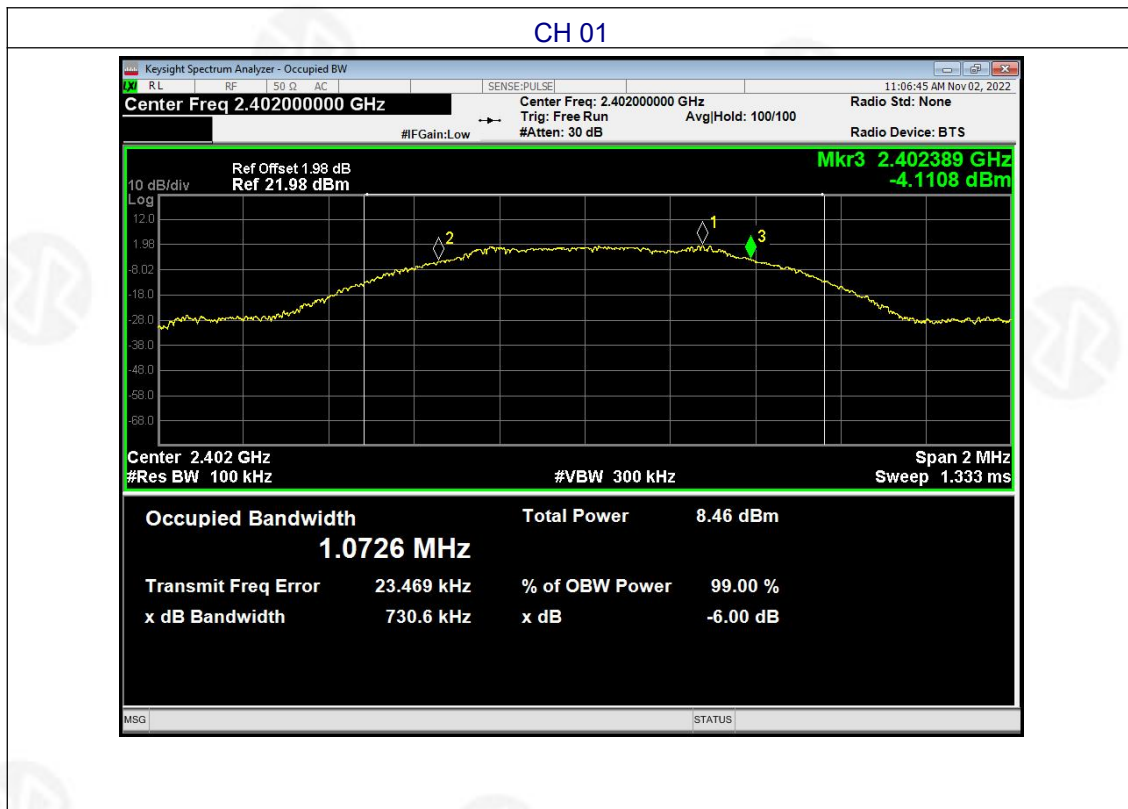 CH 01
Keysight Spectrum Analyzer - Occupied BW
LXI RL RF 50 Ω AC SENSE:PULSE 11:06:45 AM Nov 02, 2022
Center Freq 2.402000000 GHz Center Freq: 2.402000000 GHz Radio Std: None
Trig: Free Run Avg|Hold: 100/100
#IFGain:Low #Atten: 30 dB Radio Device: BTS
Ref Offset 1.98 dB Mkr3 2.402389 GHz
10 dB/div Ref 21.98 dBm -4.1108 dBm
Log
12.0
1
2
3
1.98
-8.02
-18.0
-28.0
-38.0
-48.0
-58.0
-68.0
Center 2.402 GHz Span 2 MHz
#Res BW 100 kHz #VBW 300 kHz Sweep 1.333 ms
Occupied Bandwidth Total Power 8.46 dBm
1.0726 MHz
Transmit Freq Error 23.469 kHz % of OBW Power 99.00 %
x dB Bandwidth 730.6 kHz x dB -6.00 dB
MSG STATUS